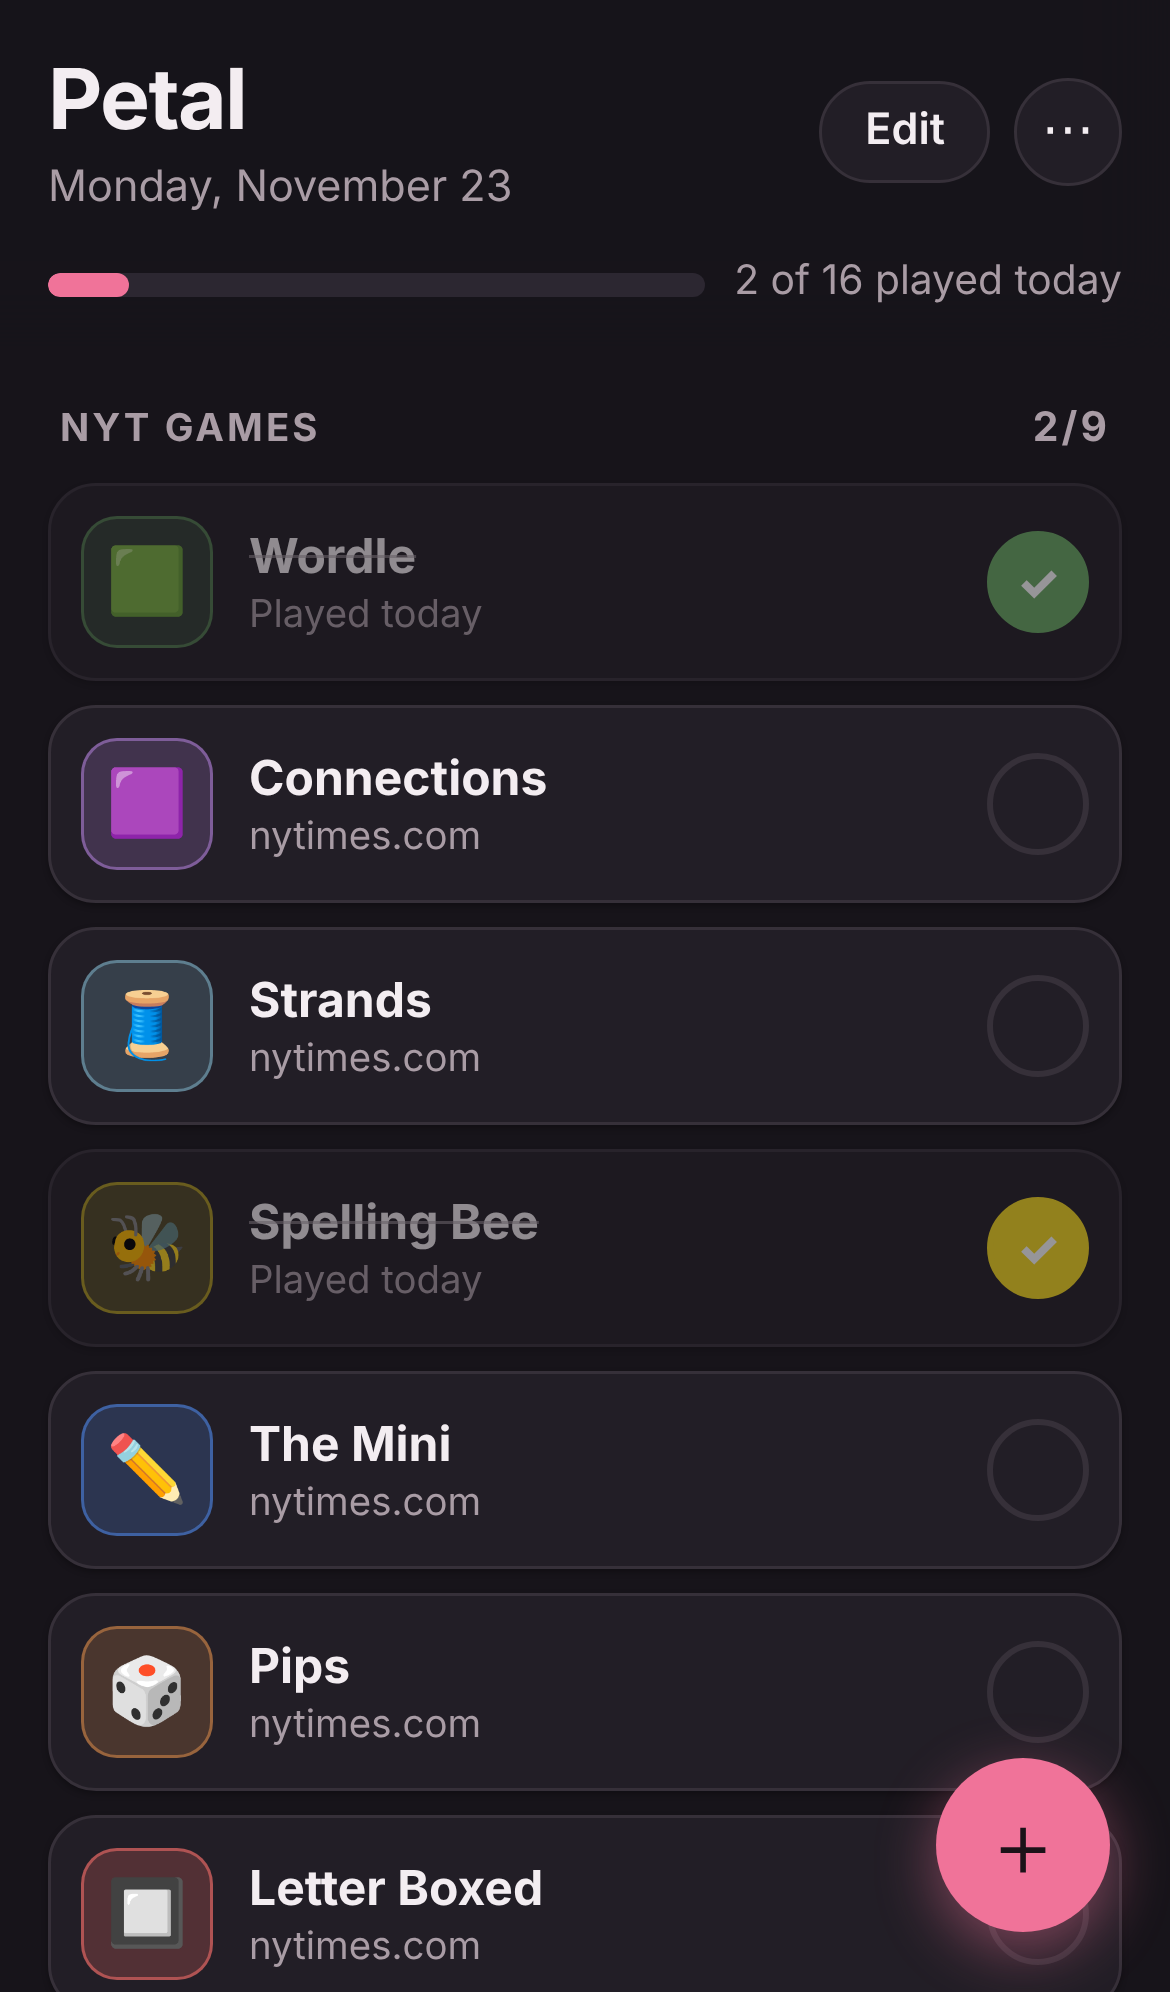 Petal
Edit
⋯
Monday, November 23
2 of 16 played today
NYT GAMES
2/9
Wordle
Played today
Connections
nytimes.com
Strands
nytimes.com
Spelling Bee
Played today
The Mini
nytimes.com
Pips
nytimes.com
+
Letter Boxed
nytimes.com